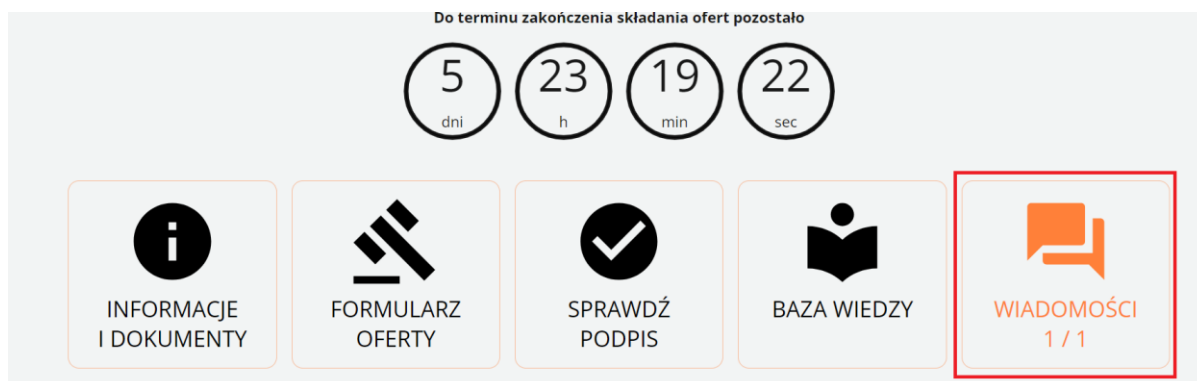 Do terminu zakończenia składania ofert pozostało
5
dni
23
h
19
min
22
sec
INFORMACJE
I DOKUMENTY
FORMULARZ
OFERTY
SPRAWDŹ
PODPIS
BAZA WIEDZY
WIADOMOŚCI
1 / 1